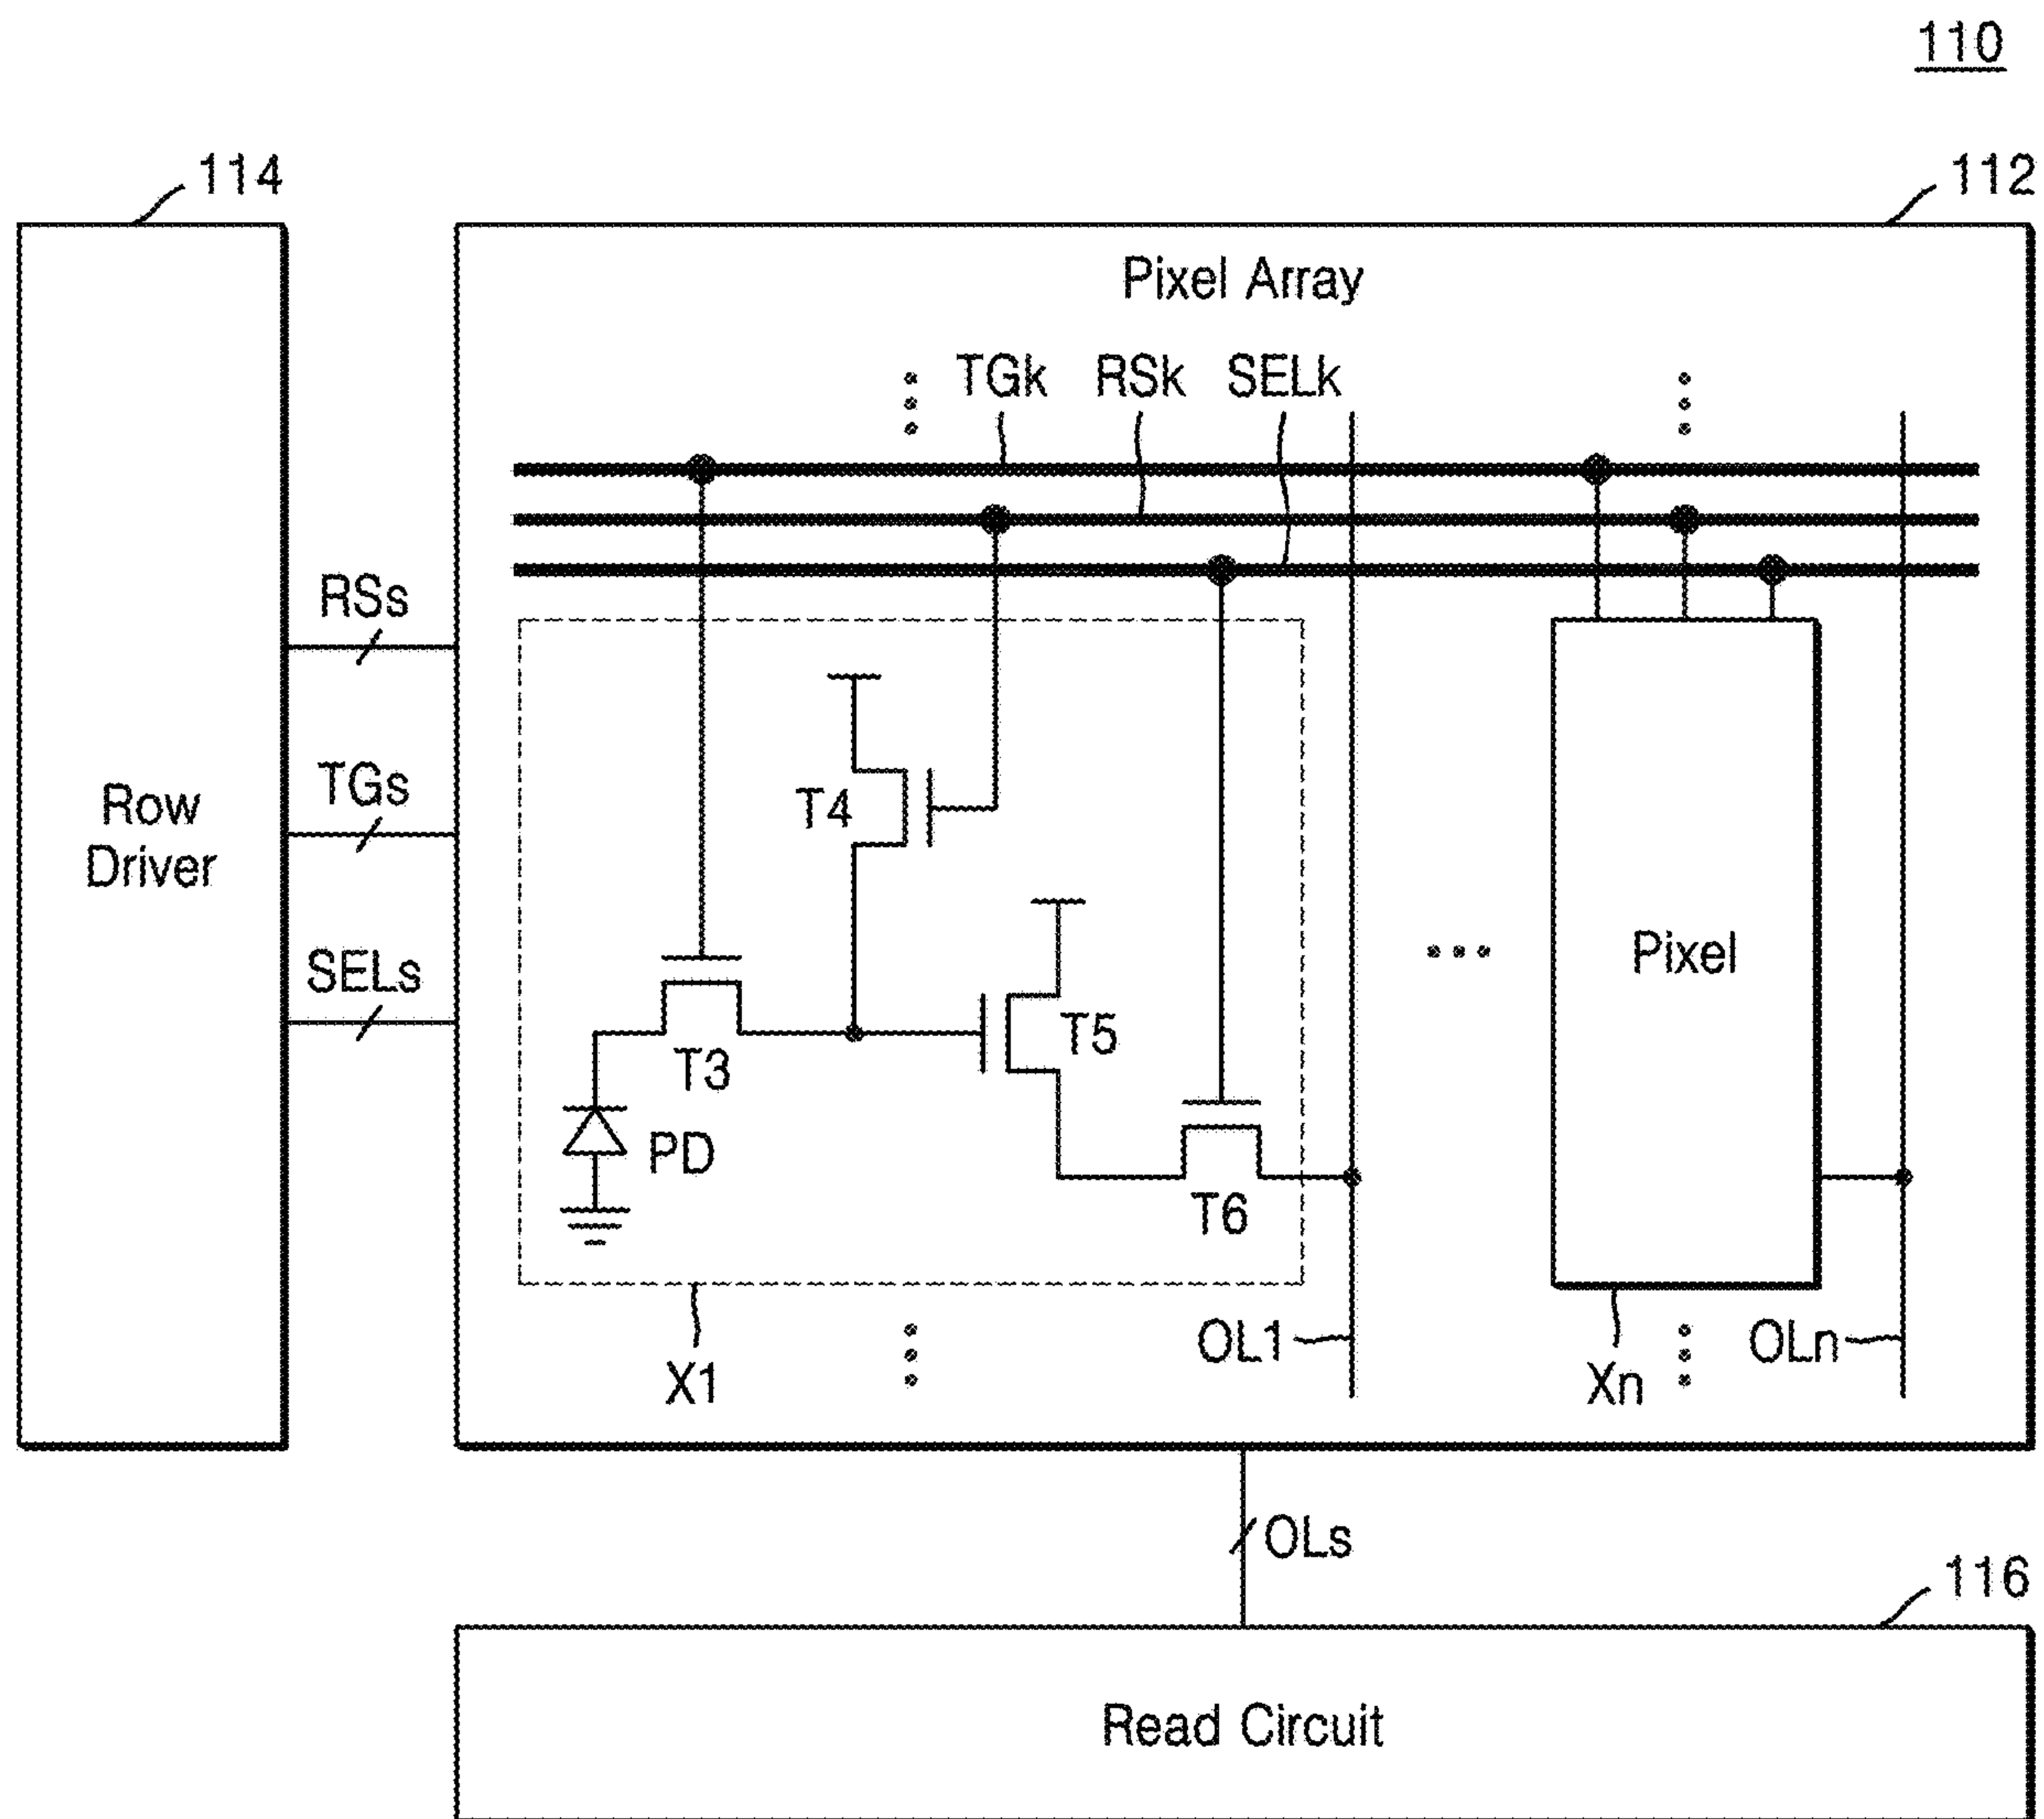 110
114
112
Pixel Array
TGk RSk SELk
RSs
TGs
SELs
Row
Driver
T4
T5
T3
PD
T6
Pixel
X1
OL1
Xn
OLn
OLs
116
Read Circuit